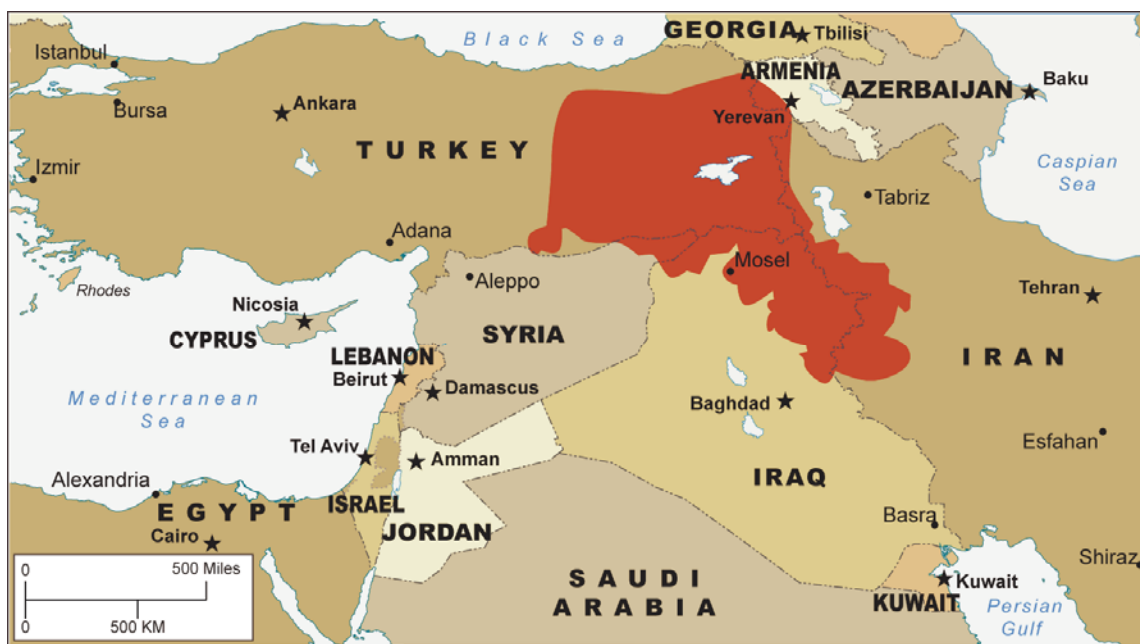 Black Sea
GEORGIA
Tbilisi
Istanbul
ARMENIA
AZERBAIJAN
Baku
Bursa
Ankara
Yerevan
TURKEY
Caspian
Sea
Izmir
Tabriz
Adana
Mosel
Aleppo
Rhodes
Tehran
Nicosia
CYPRUS
SYRIA
LEBANON
IRAN
Beirut
Damascus
Mediterranean
Sea
Baghdad
Esfahan
Tel Aviv
Amman
Alexandria
IRAQ
ISRAEL
EGYPT
JORDAN
Basra
Cairo
Shiraz
0
500 Miles
0
500 KM
SAUDI
ARABIA
Kuwait
KUWAIT
Persian
Gulf